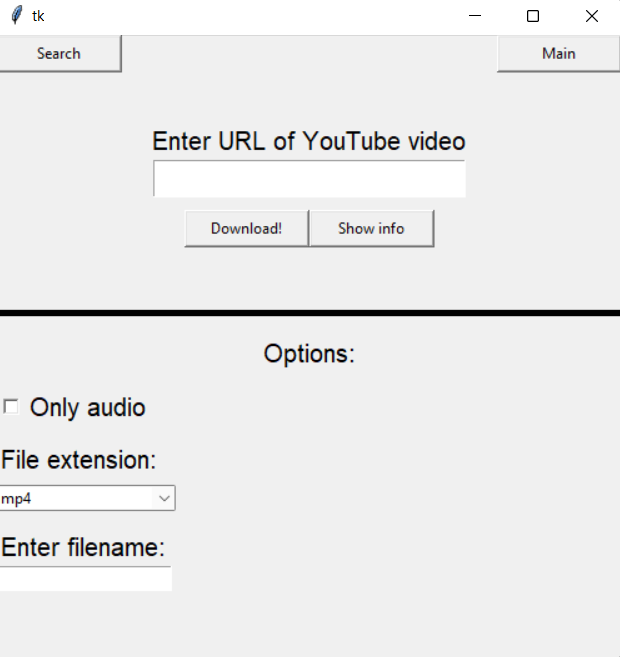 tk
Search Main
Enter URL of YouTube video
Download! Show info
Options:
Only audio
File extension:
mp4
Enter filename: